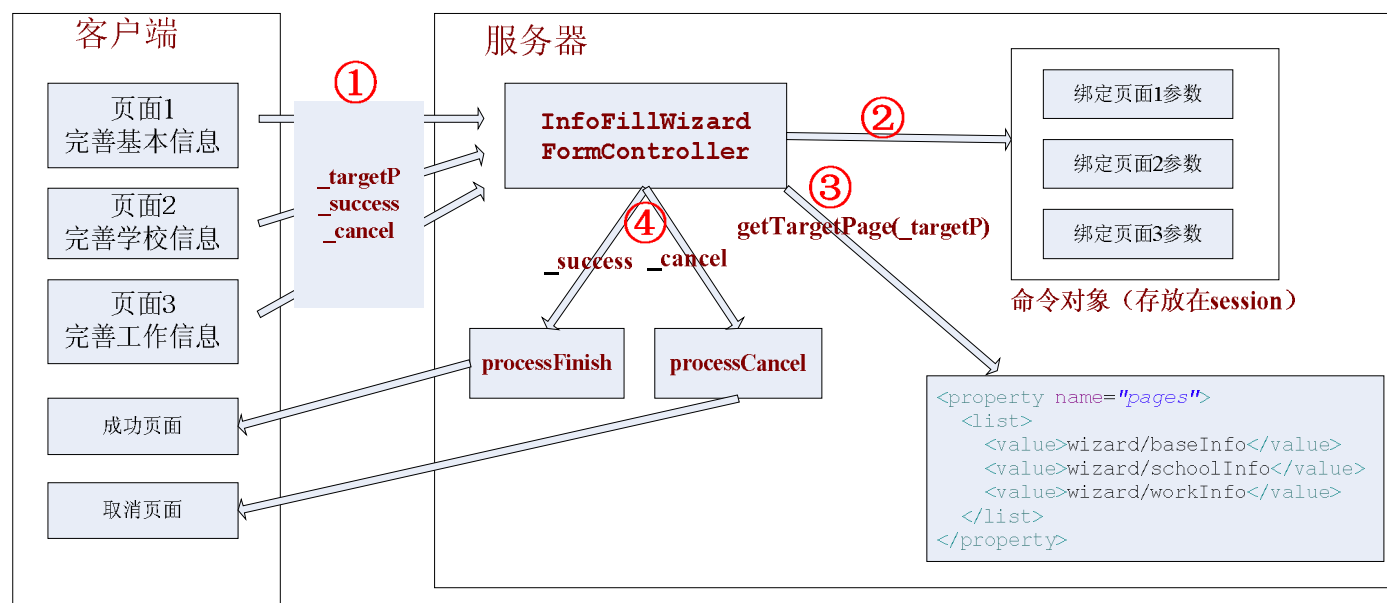 客户端
页面1
完善基本信息
页面2
完善学校信息
页面3
完善工作信息
成功页面
取消页面
①
_targetP
_success
_cancel
服务器
InfoFillWizard
FormController
②
绑定页面1参数
绑定页面2参数
绑定页面3参数
命令对象（存放在session）
③
getTargetPage(_targetP)
④
_success
_cancel
processFinish
processCancel
<property name="pages">
<list>
<value>wizard/baseInfo</value>
<value>wizard/schoolInfo</value>
<value>wizard/workInfo</value>
</list>
</property>